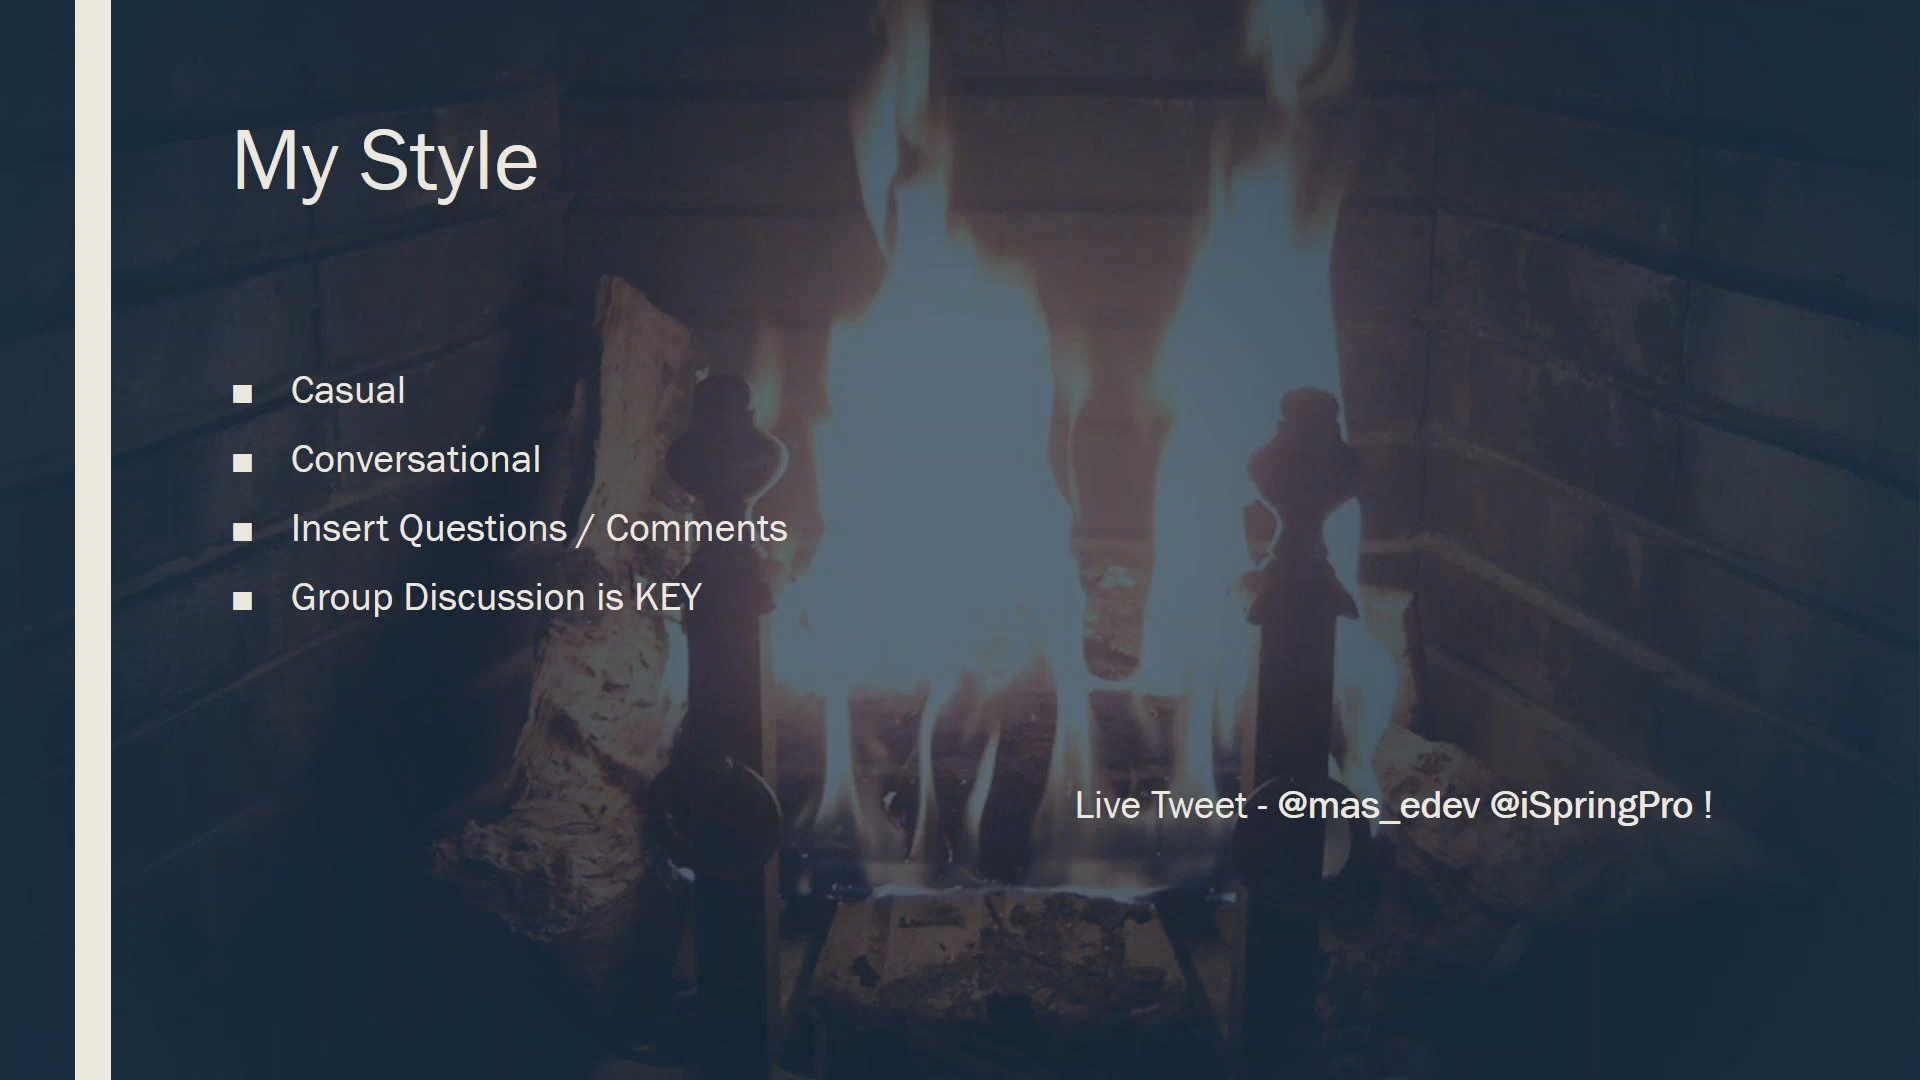 My Style
■ Casual
■ Conversational
■ Insert Questions / Comments
■ Group Discussion is KEY
Live Tweet - @mas_edev @iSpringPro !